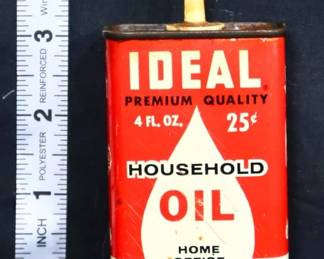 IDEAL
PREMIUM QUALITY
4 FL. OZ. 25¢
HOUSEHOLD
OIL
HOME
INCH 1 POLYESTER 2 REINFORCED 3